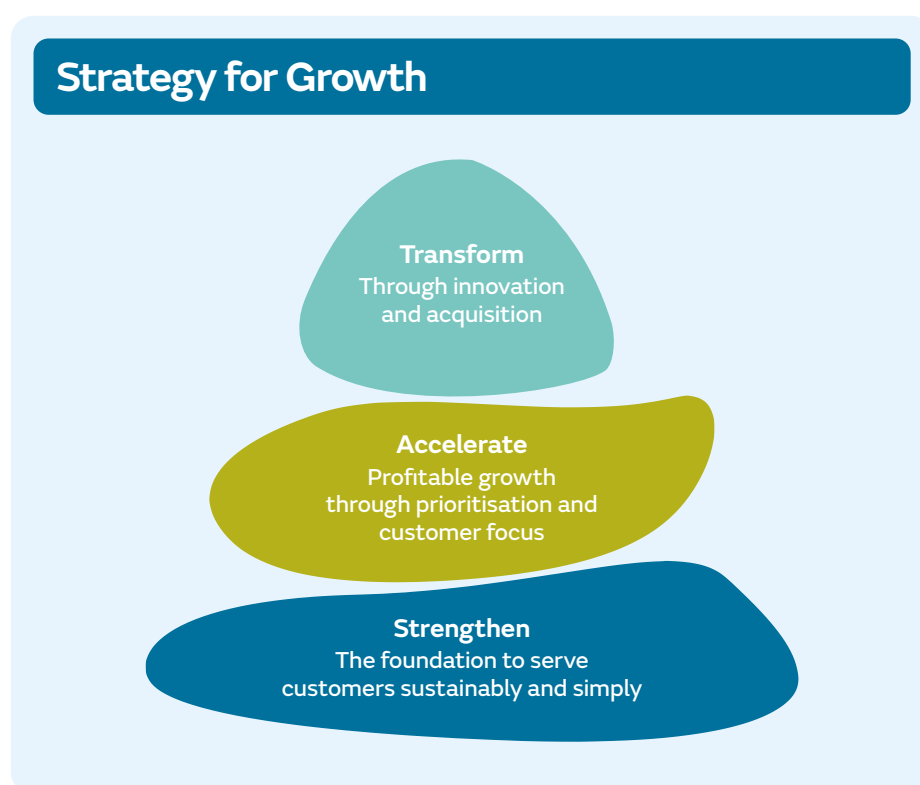 Strategy for Growth
Transform
Through innovation
and acquisition
Accelerate
Profitable growth
through prioritisation and
customer focus
Strengthen
The foundation to serve
customers sustainably and simply